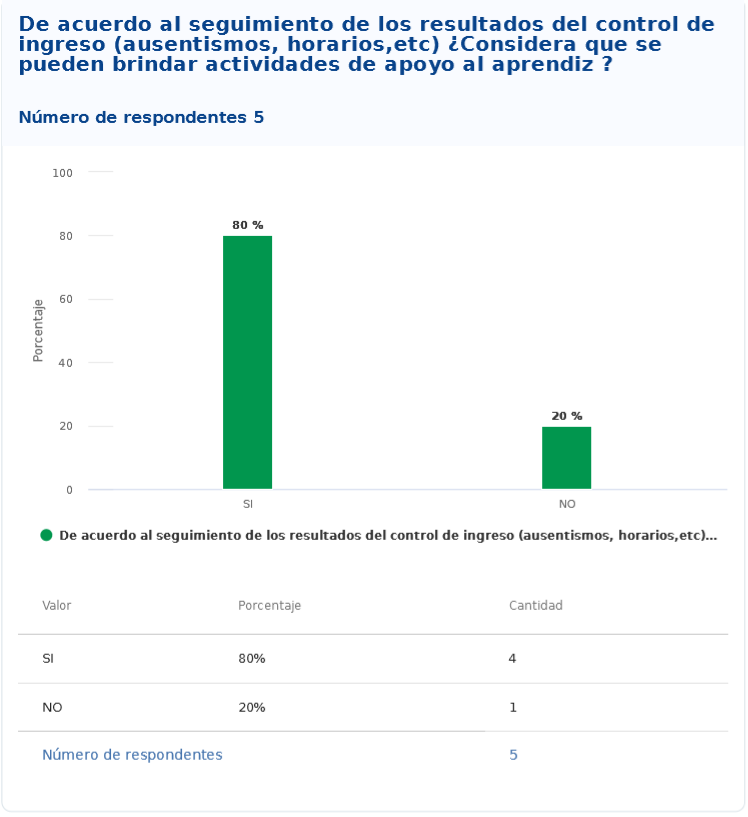 De acuerdo al seguimiento de los resultados del control de
ingreso (ausentismos, horarios,etc) ¿Considera que se
pueden brindar actividades de apoyo al aprendiz ?
Número de respondentes 5
100
80
60
40
20
0
Porcentaje
80 %
20 %
SI
NO
De acuerdo al seguimiento de los resultados del control de ingreso (ausentismos, horarios,etc)...
Valor Porcentaje Cantidad
SI 80% 4
NO 20% 1
Número de respondentes 5